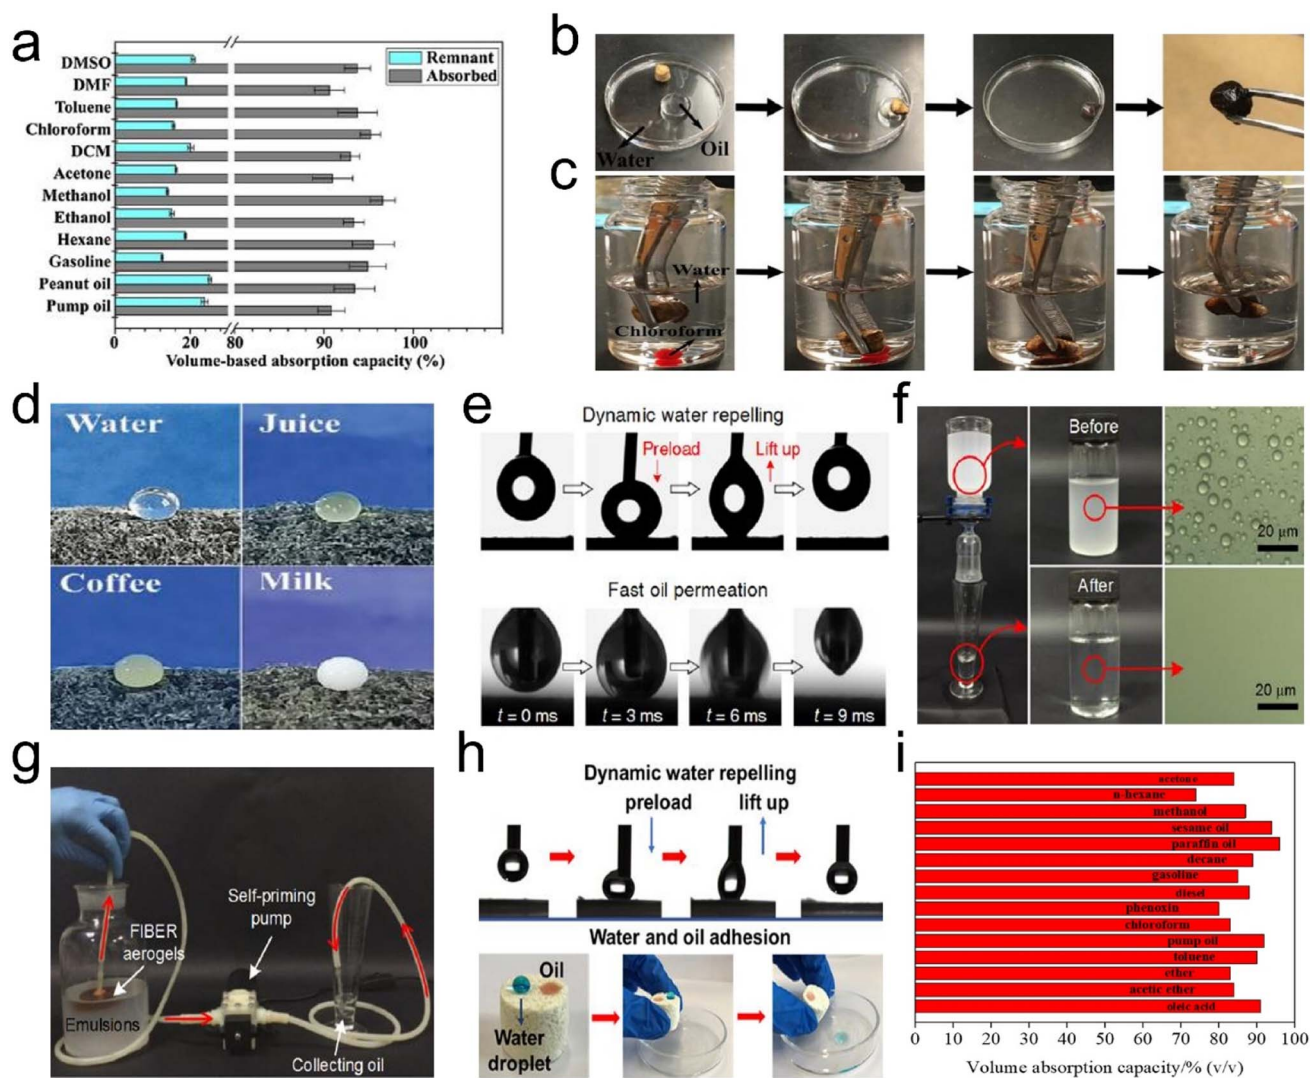 a
Remnant
Absorbed
DMSO
DMF
Toluene
Chloroform
DCM
Acetone
Methanol
Ethanol
Hexane
Gasoline
Peanut oil
Pump oil
0 20 80 90 100
Volume-based absorption capacity (%)
b
Water
Oil
c
Water
Chloroform
d
Water
Juice
Coffee
Milk
e
Dynamic water repelling
Preload
Lift up
Fast oil permeation
t = 0 ms
t = 3 ms
t = 6 ms
t = 9 ms
f
Before
20 μm
After
20 μm
g
FIBER
aerogels
Emulsions
Self-priming
pump
Collecting oil
h
Dynamic water repelling
preload
lift up
Water and oil adhesion
Oil
Water
droplet
i
acetone
n-hexane
methanol
sesame oil
paraffin oil
decane
gasoline
diesel
phenoxin
chloroform
pump oil
toluene
ether
acetic ether
oleic acid
0 10 20 30 40 50 60 70 80 90 100
Volume absorption capacity/% (v/v)